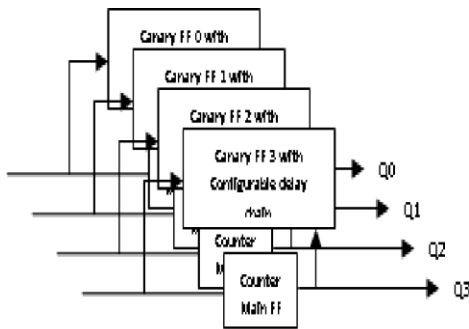 Canary FF 0 with
Canary FF 1 with
Canary FF 2 with
Canary FF 3 with
Configurable delay
chain
Q0
Q1
Q2
Counter
M
Q3
Counter
Main FF